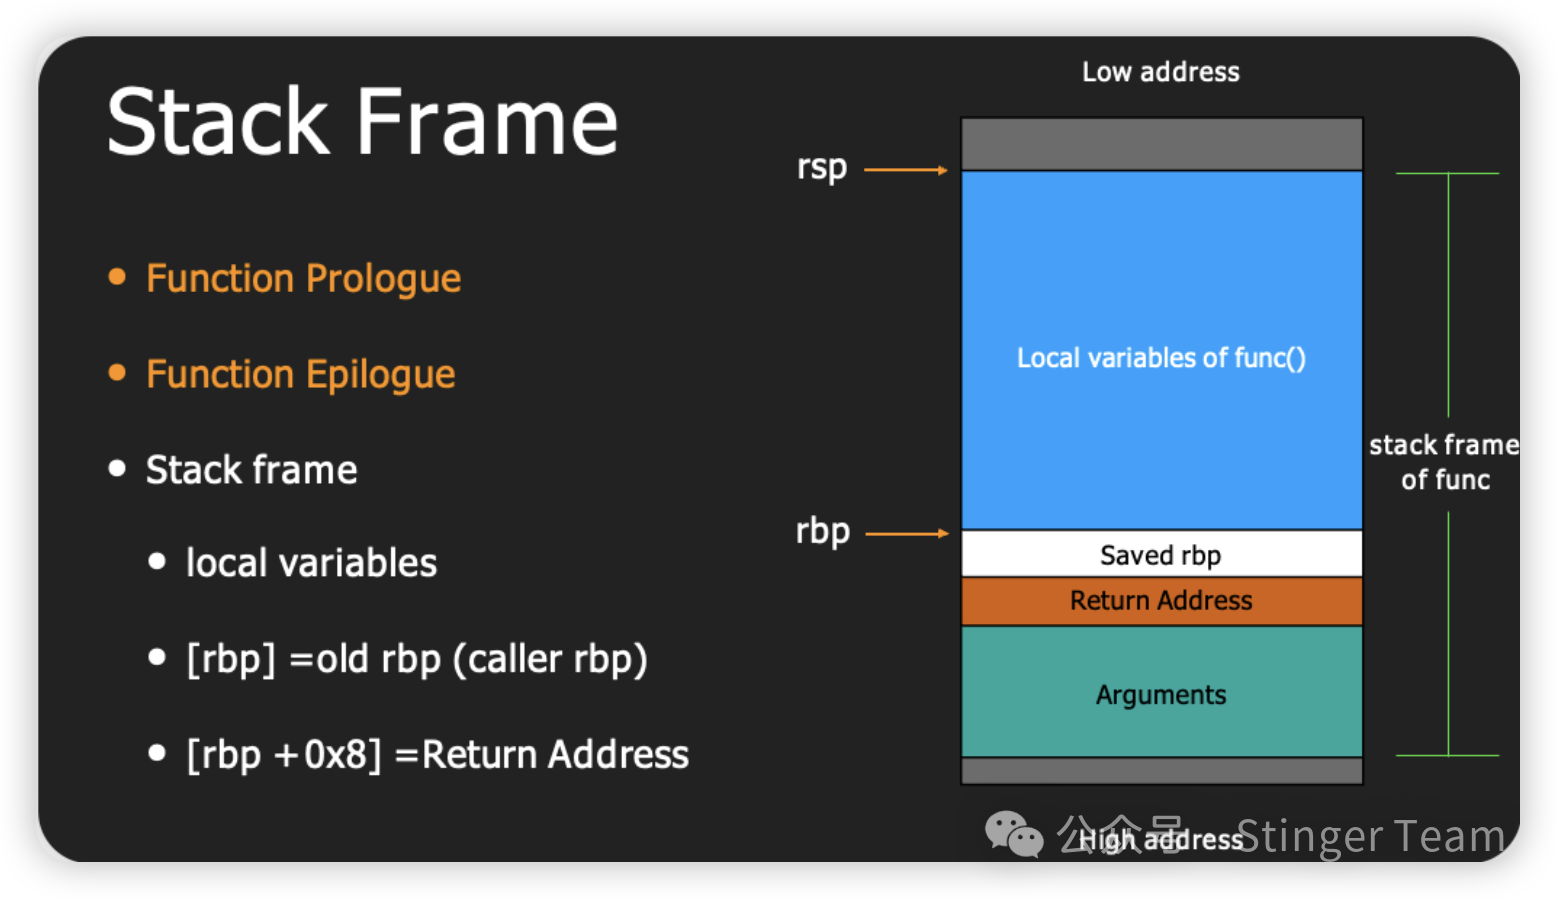 Stack Frame
Function Prologue
Function Epilogue
Stack frame
local variables
[rbp] =old rbp (caller rbp)
[rbp +0x8] =Return Address
Low address
rsp
Local variables of func()
stack frame
of func
rbp
Saved rbp
Return Address
Arguments
High address
公众号 Stinger Team